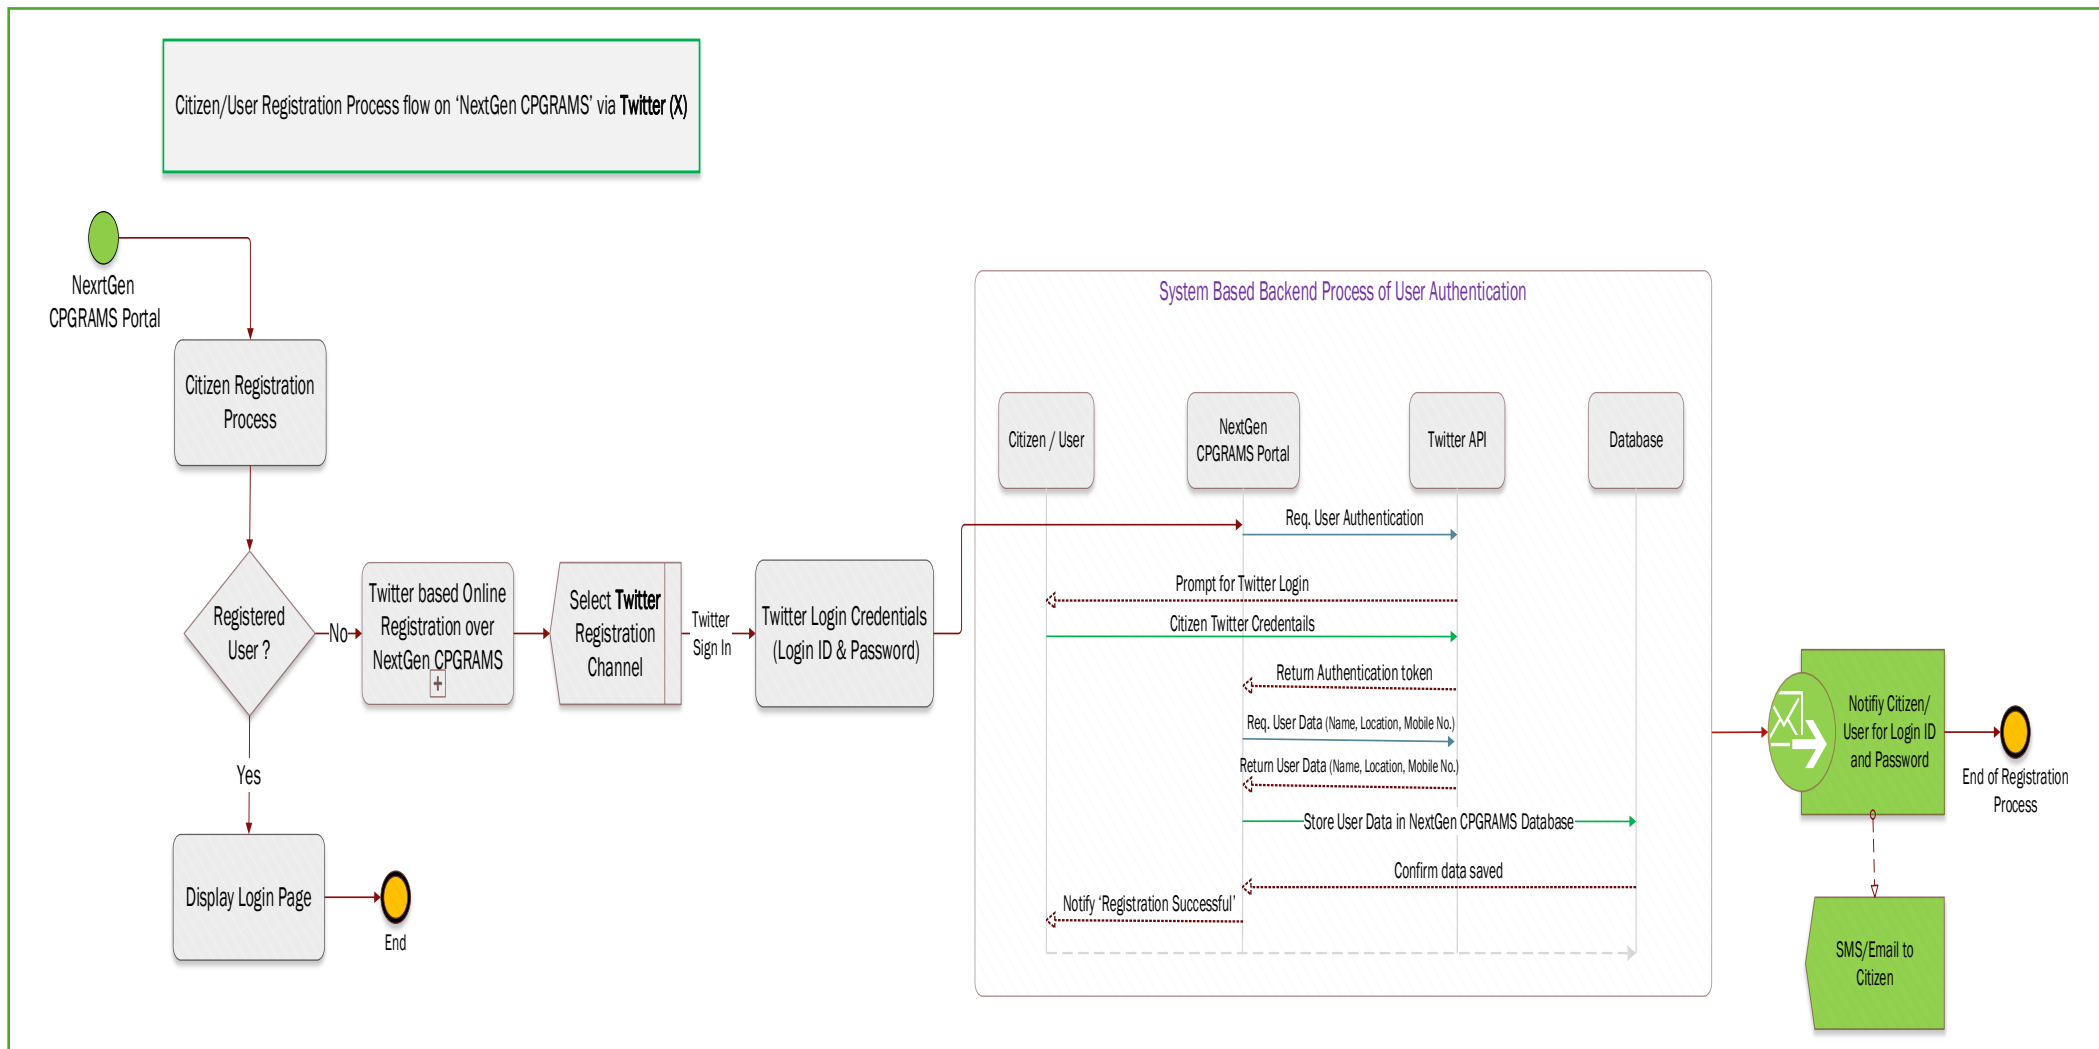 Citizen/User Registration Process flow on ‘NextGen CPGRAMS’ via Twitter (X)
NexrtGen
CPGRAMS Portal
Citizen Registration
Process
Registered
User ?
No
Yes
Display Login Page
End
Twitter based Online
Registration over
NextGen CPGRAMS
+
Select Twitter
Registration
Channel
Twitter
Sign In
Twitter Login Credentials
(Login ID & Password)
System Based Backend Process of User Authentication
Citizen / User
NextGen
CPGRAMS Portal
Twitter API
Database
Req. User Authentication
Prompt for Twitter Login
Citizen Twitter Credentails
Return Authentication token
Req. User Data (Name, Location, Mobile No.)
Return User Data (Name, Location, Mobile No.)
Store User Data in NextGen CPGRAMS Database
Confirm data saved
Notify ‘Registration Successful’
Notifiy Citizen/
User for Login ID
and Password
End of Registration
Process
SMS/Email to
Citizen